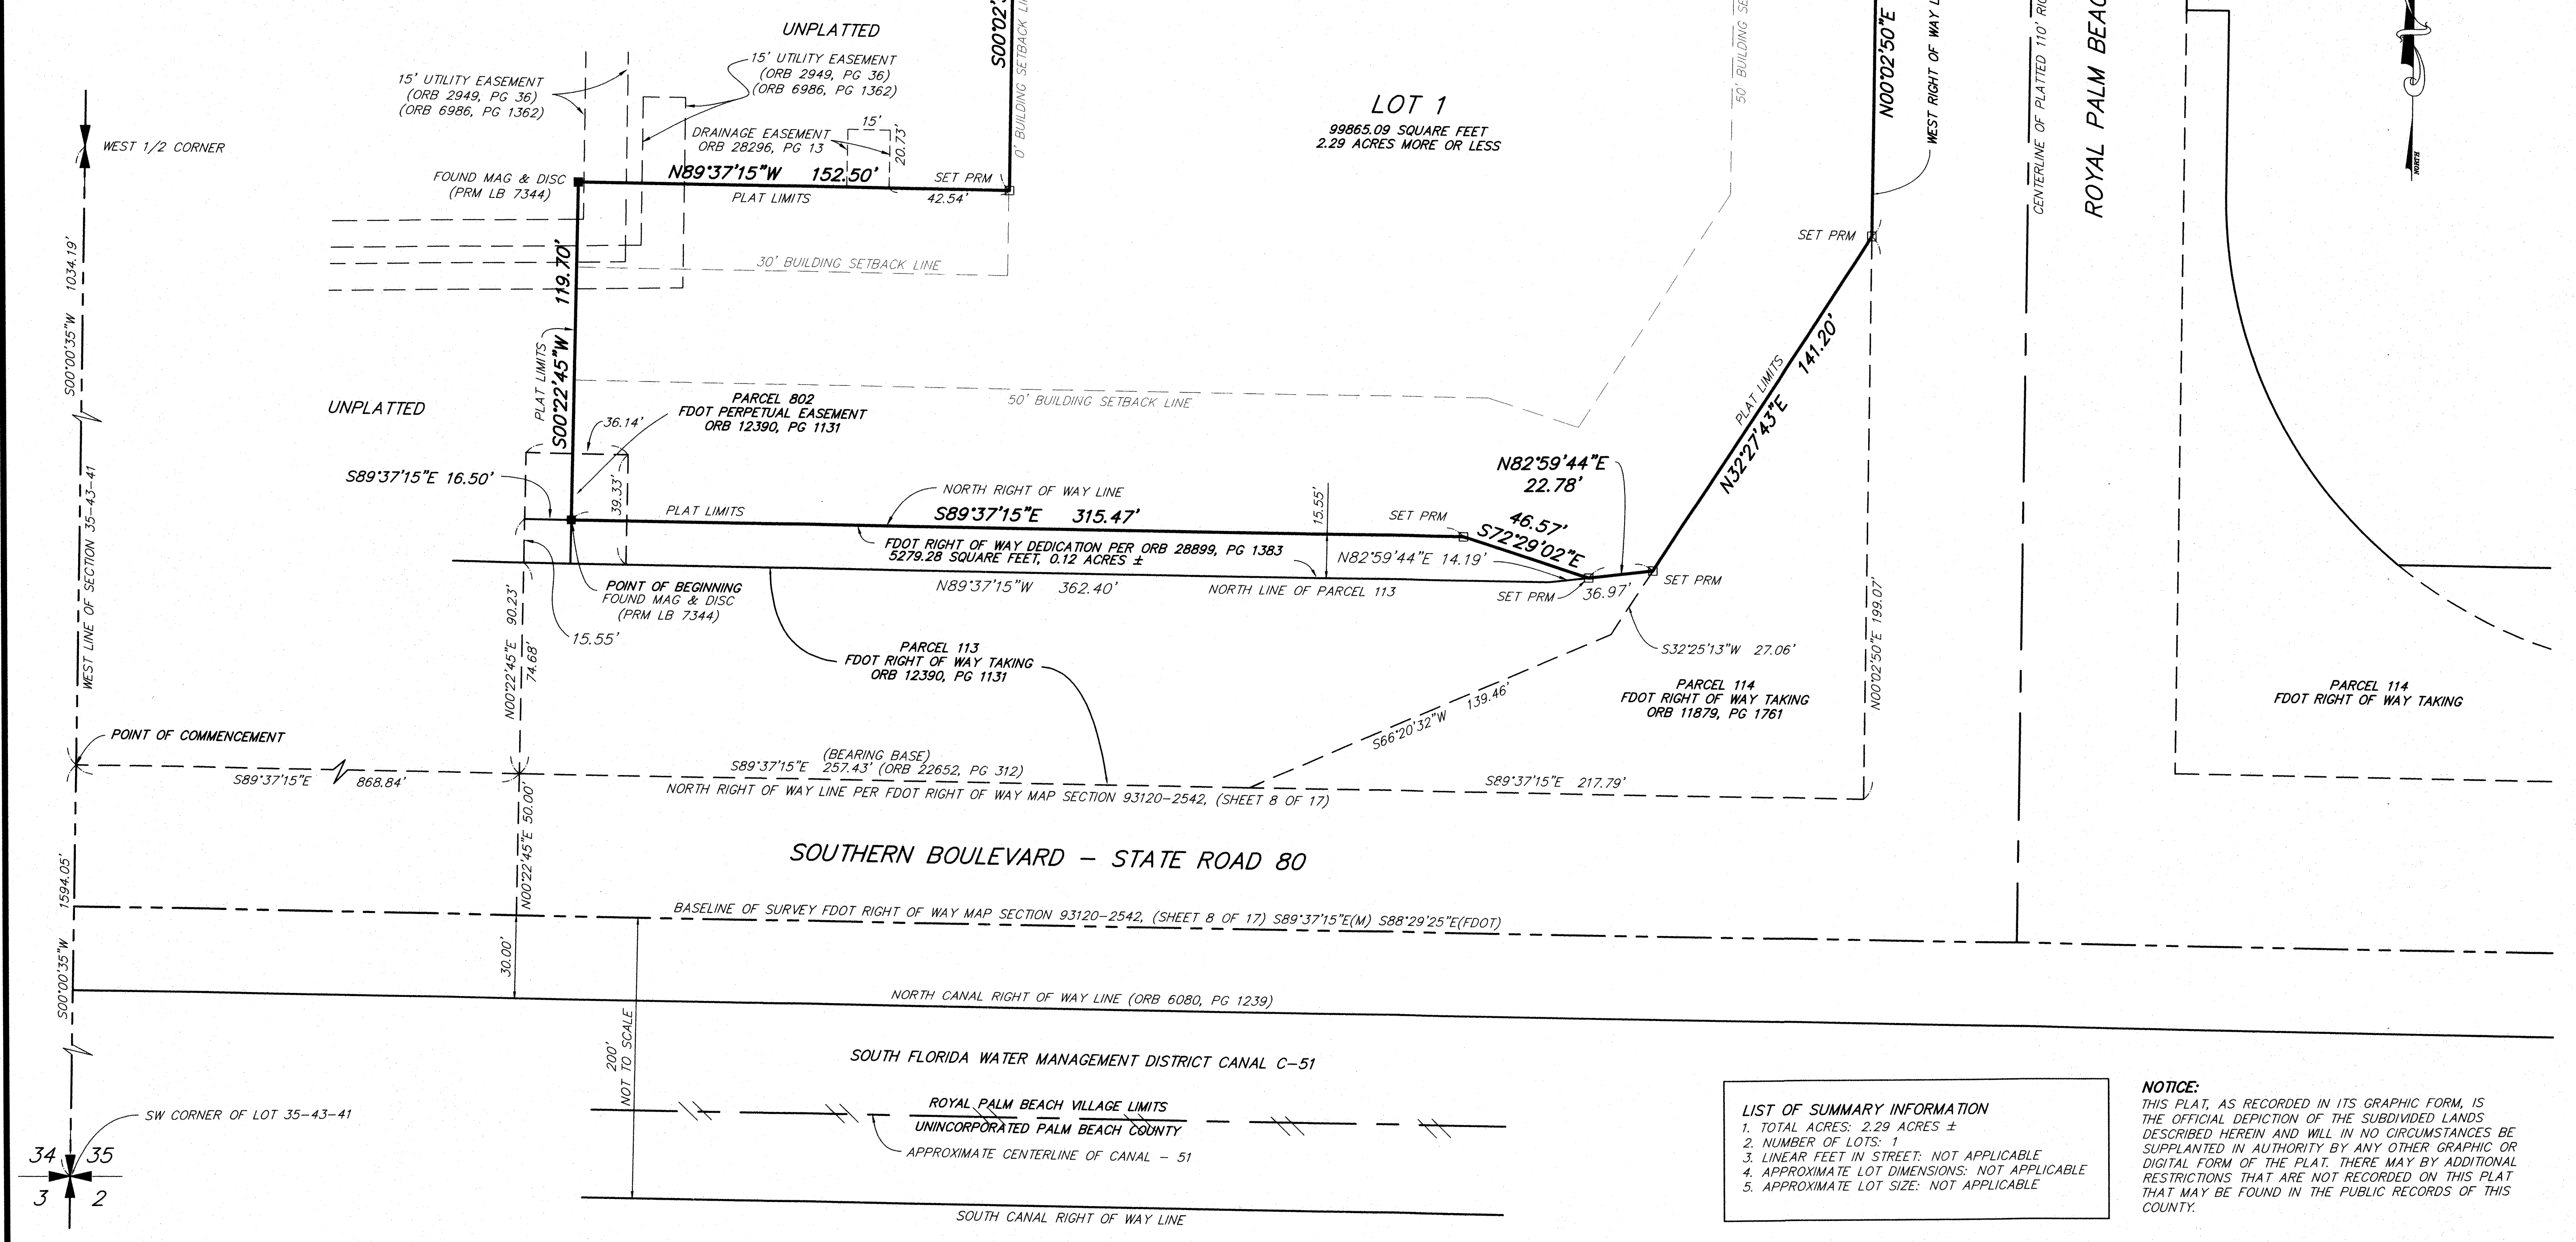 UNPLATTED
15' UTILITY EASEMENT
(ORB 2949, PG 36)
(ORB 6986, PG 1362)
15' UTILITY EASEMENT
(ORB 2949, PG 36)
(ORB 6986, PG 1362)
DRAINAGE EASEMENT
ORB 28296, PG 13
15'
20.73'
S00°02'
0' BUILDING SETBACK LI
LOT 1
99865.09 SQUARE FEET
2.29 ACRES MORE OR LESS
50' BUILDING SE
N00°02'50"E
WEST RIGHT OF WAY L
CENTERLINE OF PLATTED 110' RI
ROYAL PALM BEAC
NORTH
WEST 1/2 CORNER
FOUND MAG & DISC
(PRM LB 7344)
N89°37'15"W 152.50'
PLAT LIMITS
SET PRM
42.54'
SET PRM
30' BUILDING SETBACK LINE
S00°00'35"W 1034.19'
WEST LINE OF SECTION 35-43-41
119.70'
S00°22'45"W
PLAT LIMITS
UNPLATTED
PARCEL 802
FDOT PERPETUAL EASEMENT
ORB 12390, PG 1131
50' BUILDING SETBACK LINE
PLAT LIMITS
141.20'
N32°27'43"E
36.14'
39.33'
S89°37'15"E 16.50'
PLAT LIMITS
NORTH RIGHT OF WAY LINE
S89°37'15"E 315.47'
15.55'
SET PRM
46.57'
S72°29'02"E
N82°59'44"E
22.78'
FDOT RIGHT OF WAY DEDICATION PER ORB 28899, PG 1383
5279.28 SQUARE FEET, 0.12 ACRES ±
N82°59'44"E 14.19'
N89°37'15"W 362.40'
NORTH LINE OF PARCEL 113
SET PRM
36.97'
SET PRM
POINT OF BEGINNING
FOUND MAG & DISC
(PRM LB 7344)
15.55'
N00°22'45"E 90.23'
74.68'
PARCEL 113
FDOT RIGHT OF WAY TAKING
ORB 12390, PG 1131
S32°25'13"W 27.06'
S66°20'32"W 139.46'
PARCEL 114
FDOT RIGHT OF WAY TAKING
ORB 11879, PG 1761
N00°02'50"E 199.07'
PARCEL 114
FDOT RIGHT OF WAY TAKING
POINT OF COMMENCEMENT
S89°37'15"E 868.84'
(BEARING BASE)
S89°37'15"E 257.43' (ORB 22652, PG 312)
S89°37'15"E 217.79'
NORTH RIGHT OF WAY LINE PER FDOT RIGHT OF WAY MAP SECTION 93120-2542, (SHEET 8 OF 17)
N00°22'45"E 50.00'
SOUTHERN BOULEVARD - STATE ROAD 80
BASELINE OF SURVEY FDOT RIGHT OF WAY MAP SECTION 93120-2542, (SHEET 8 OF 17) S89°37'15"E(M) S88°29'25"E(FDOT)
S00°00'35"W 1594.05'
30.00'
NORTH CANAL RIGHT OF WAY LINE (ORB 6080, PG 1239)
200'
NOT TO SCALE
SOUTH FLORIDA WATER MANAGEMENT DISTRICT CANAL C-51
ROYAL PALM BEACH VILLAGE LIMITS
UNINCORPORATED PALM BEACH COUNTY
APPROXIMATE CENTERLINE OF CANAL - 51
SOUTH CANAL RIGHT OF WAY LINE
SW CORNER OF LOT 35-43-41
34 35
3 2
LIST OF SUMMARY INFORMATION
1. TOTAL ACRES: 2.29 ACRES ±
2. NUMBER OF LOTS: 1
3. LINEAR FEET IN STREET: NOT APPLICABLE
4. APPROXIMATE LOT DIMENSIONS: NOT APPLICABLE
5. APPROXIMATE LOT SIZE: NOT APPLICABLE
NOTICE:
THIS PLAT, AS RECORDED IN ITS GRAPHIC FORM, IS
THE OFFICIAL DEPICTION OF THE SUBDIVIDED LANDS
DESCRIBED HEREIN AND WILL IN NO CIRCUMSTANCES BE
SUPPLANTED IN AUTHORITY BY ANY OTHER GRAPHIC OR
DIGITAL FORM OF THE PLAT. THERE MAY BY ADDITIONAL
RESTRICTIONS THAT ARE NOT RECORDED ON THIS PLAT
THAT MAY BE FOUND IN THE PUBLIC RECORDS OF THIS
COUNTY.